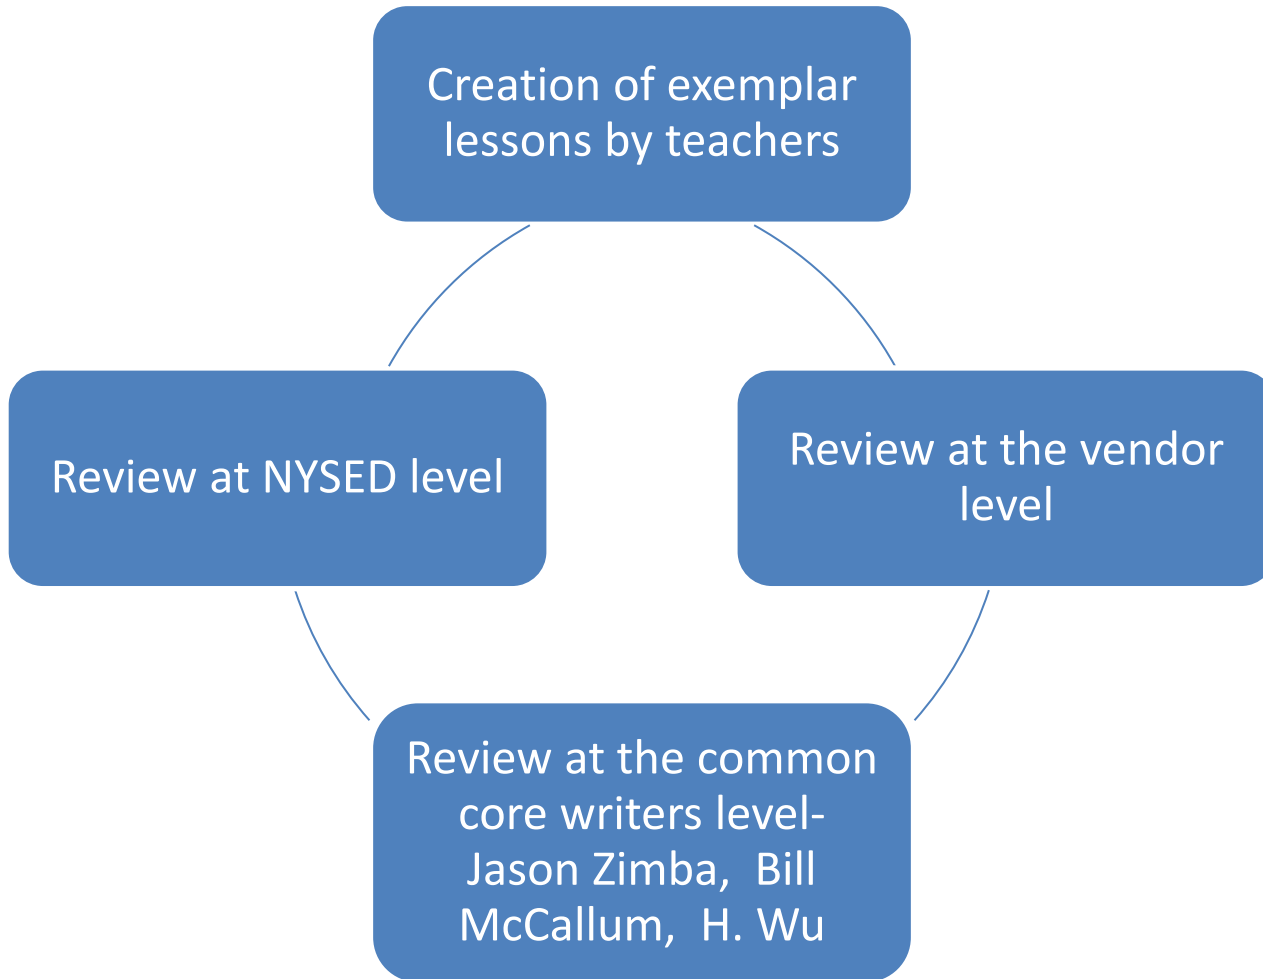 Creation of exemplar
lessons by teachers
Review at NYSED level
Review at the vendor
level
Review at the common
core writers level-
Jason Zimba,  Bill
McCallum,  H. Wu